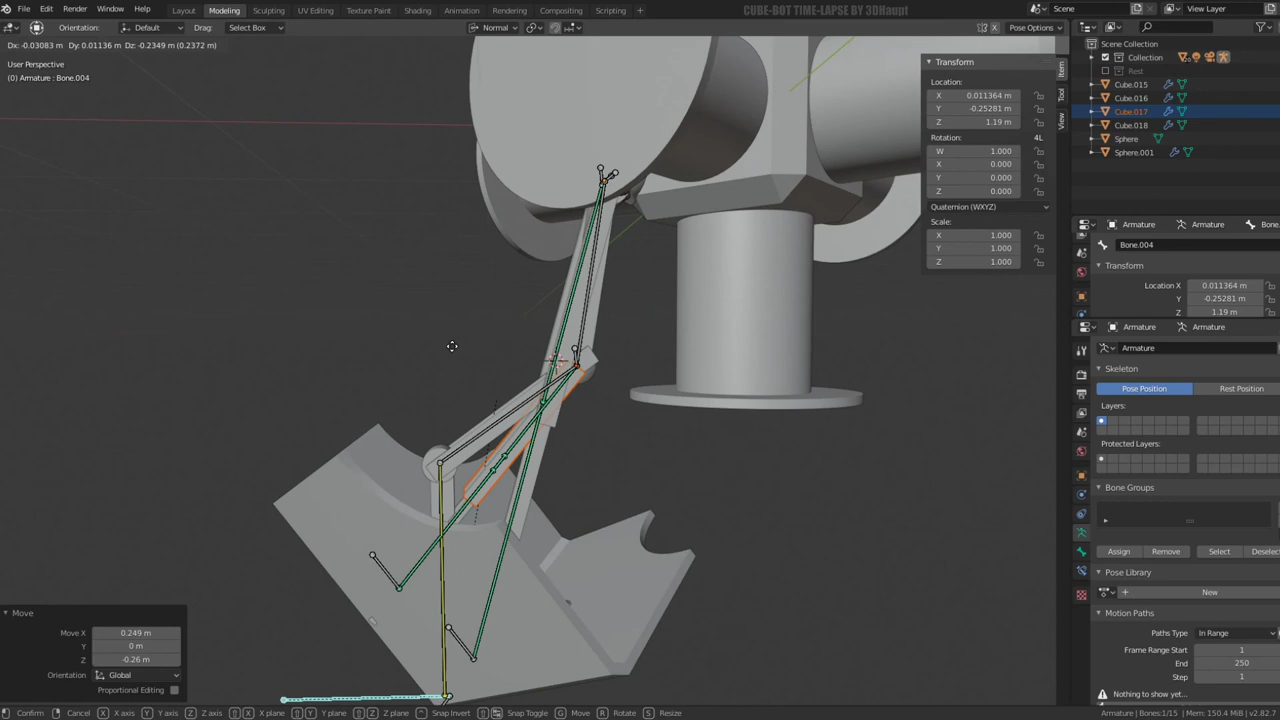 File Edit Render Window Help Layout Modeling Sculpting UV Editing Texture Paint Shading Animation Rendering Compositing Scripting + CUBE-BOT TIME-LAPSE BY 3DHaupt Scene View Layer
Orientation: Default Drag: Select Box Normal X Pose Options
Dx: -0.03083 m Dy: 0.01136 m Dz: -0.2349 m (0.2372 m)
User Perspective
(0) Armature : Bone.004
Transform
Location:
X 0.011364 m
Y -0.25281 m
Z 1.19 m
Rotation: 4L
W 1.000
X 0.000
Y 0.000
Z 0.000
Quaternion (WXYZ)
Scale:
X 1.000
Y 1.000
Z 1.000
Item
Tool
View
Scene Collection
Collection
Rest
Cube.015
Cube.016
Cube.017
Cube.018
Sphere
Sphere.001
Armature Armature Bone.
Bone.004
Transform
Location X 0.011364 m
Y -0.25281 m
Z 1.19 m
Armature Armature
Armature
Skeleton
Pose Position Rest Position
Layers:
Protected Layers:
Bone Groups
Assign Remove Select Deselec
Pose Library
+ New
Motion Paths
Paths Type In Range
Frame Range Start 1
End 250
Step 1
Nothing to show yet...
Move
Move X 0.249 m
Y 0 m
Z -0.26 m
Orientation Global
Proportional Editing
Confirm Cancel X X axis Y Y axis Z Z axis X X plane Y Y plane Z Z plane Snap Invert Snap Toggle G Move R Rotate S Resize Armature | Bones:1/15 | Mem: 150.4 MiB | v2.82.7